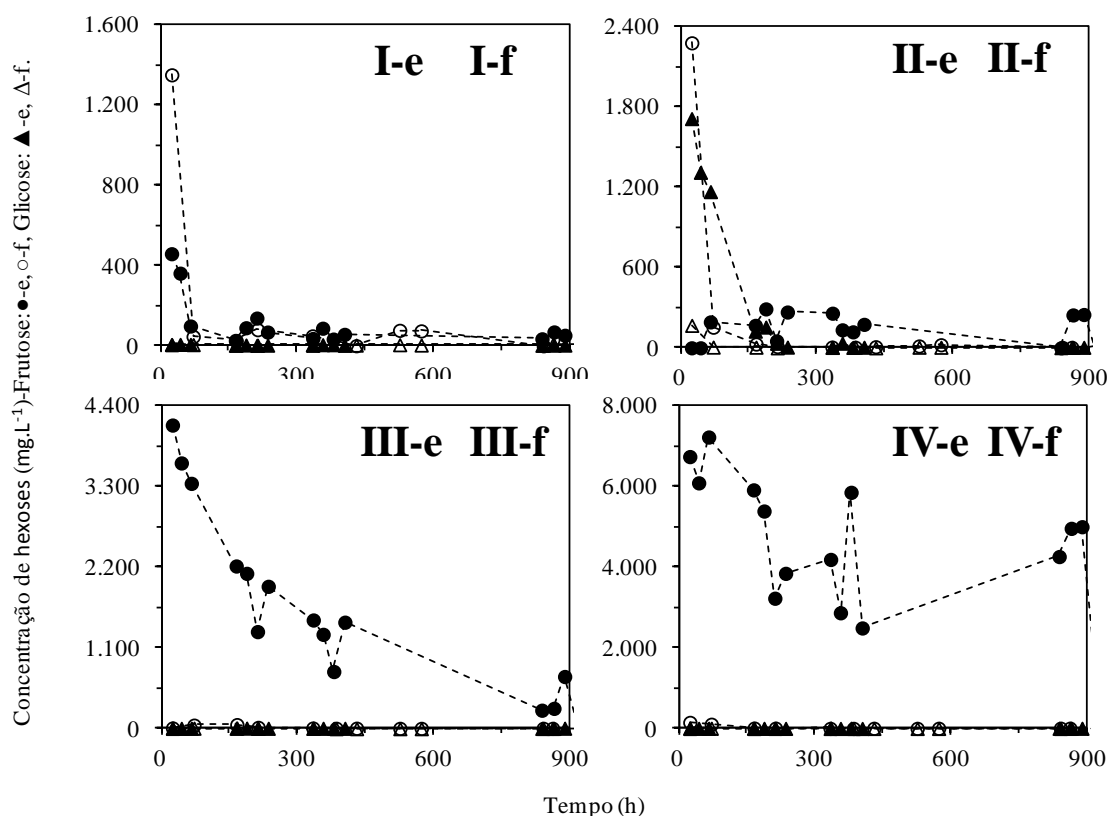 Concentração de hexoses (mg.L⁻¹)-Frutose: ●-e, ○-f, Glicose: ▲-e, Δ-f.
1.600
1.200
800
400
0
0 300 600 900
I-e I-f
2.400
1.800
1.200
600
0
0 300 600 900
II-e II-f
4.400
3.300
2.200
1.100
0
0 300 600 900
III-e III-f
8.000
6.000
4.000
2.000
0
0 300 600 900
IV-e IV-f
Tempo (h)